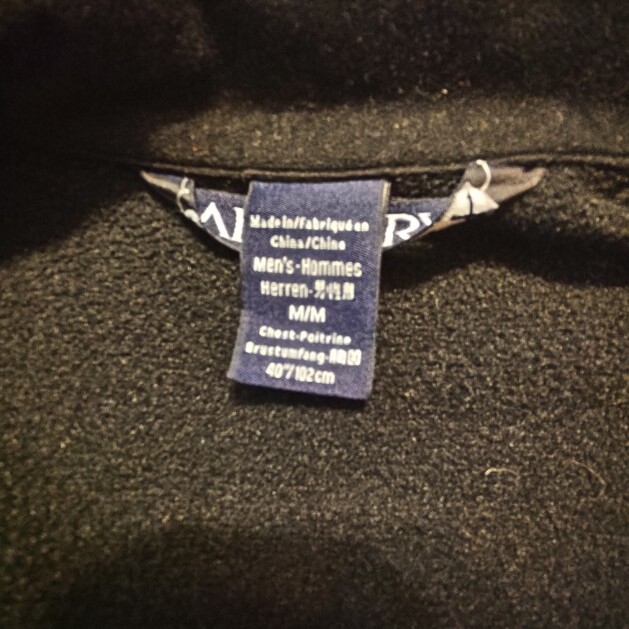 Made in/Fabriqué en
China/Chine
Men's-Hommes
Herren-男性用
M/M
Chest-Poitrine
Brustumfang-胸囲
40"/102cm